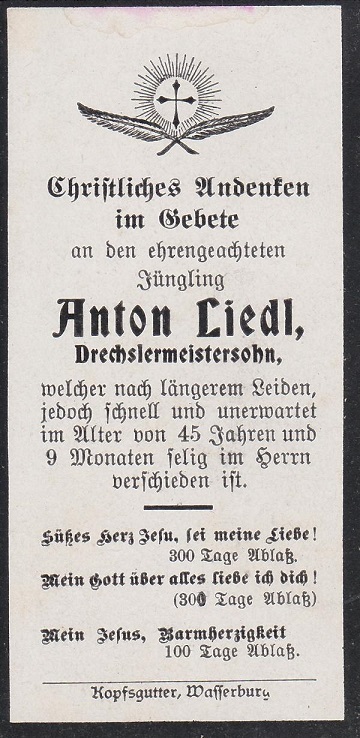 Christliches Andenken
im Gebete
an den ehrengeachteten
Jüngling
Anton Liedl,
Drechslermeistersohn,
welcher nach längerem Leiden,
jedoch schnell und unerwartet
im Alter von 45 Jahren und
9 Monaten selig im Herrn
verschieden ist.
Süßes Herz Jesu, sei meine Liebe!
300 Tage Ablaß.
Mein Gott über alles liebe ich dich!
(300 Tage Ablaß)
Mein Jesus, Barmherzigkeit
100 Tage Ablaß.
Kopfsgutter, Wasserburg